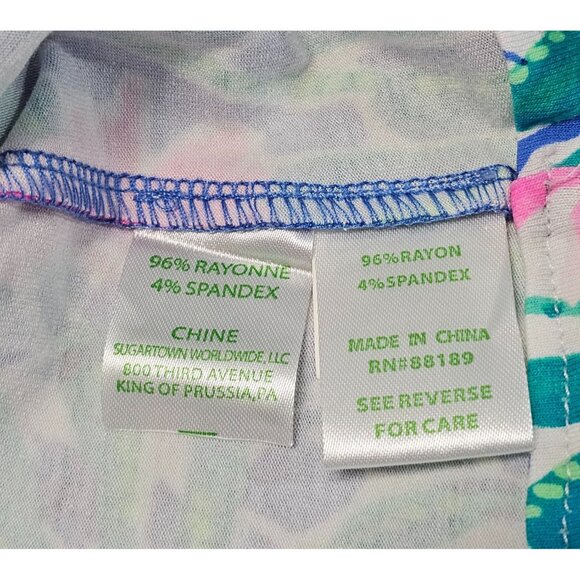 96% RAYONNE
4% SPANDEX
CHINE
SUGARTOWN WORLDWIDE, LLC
800 THIRD AVENUE
KING OF PRUSSIA, PA
96% RAYON
4% SPANDEX
MADE IN CHINA
RN#88189
SEE REVERSE
FOR CARE